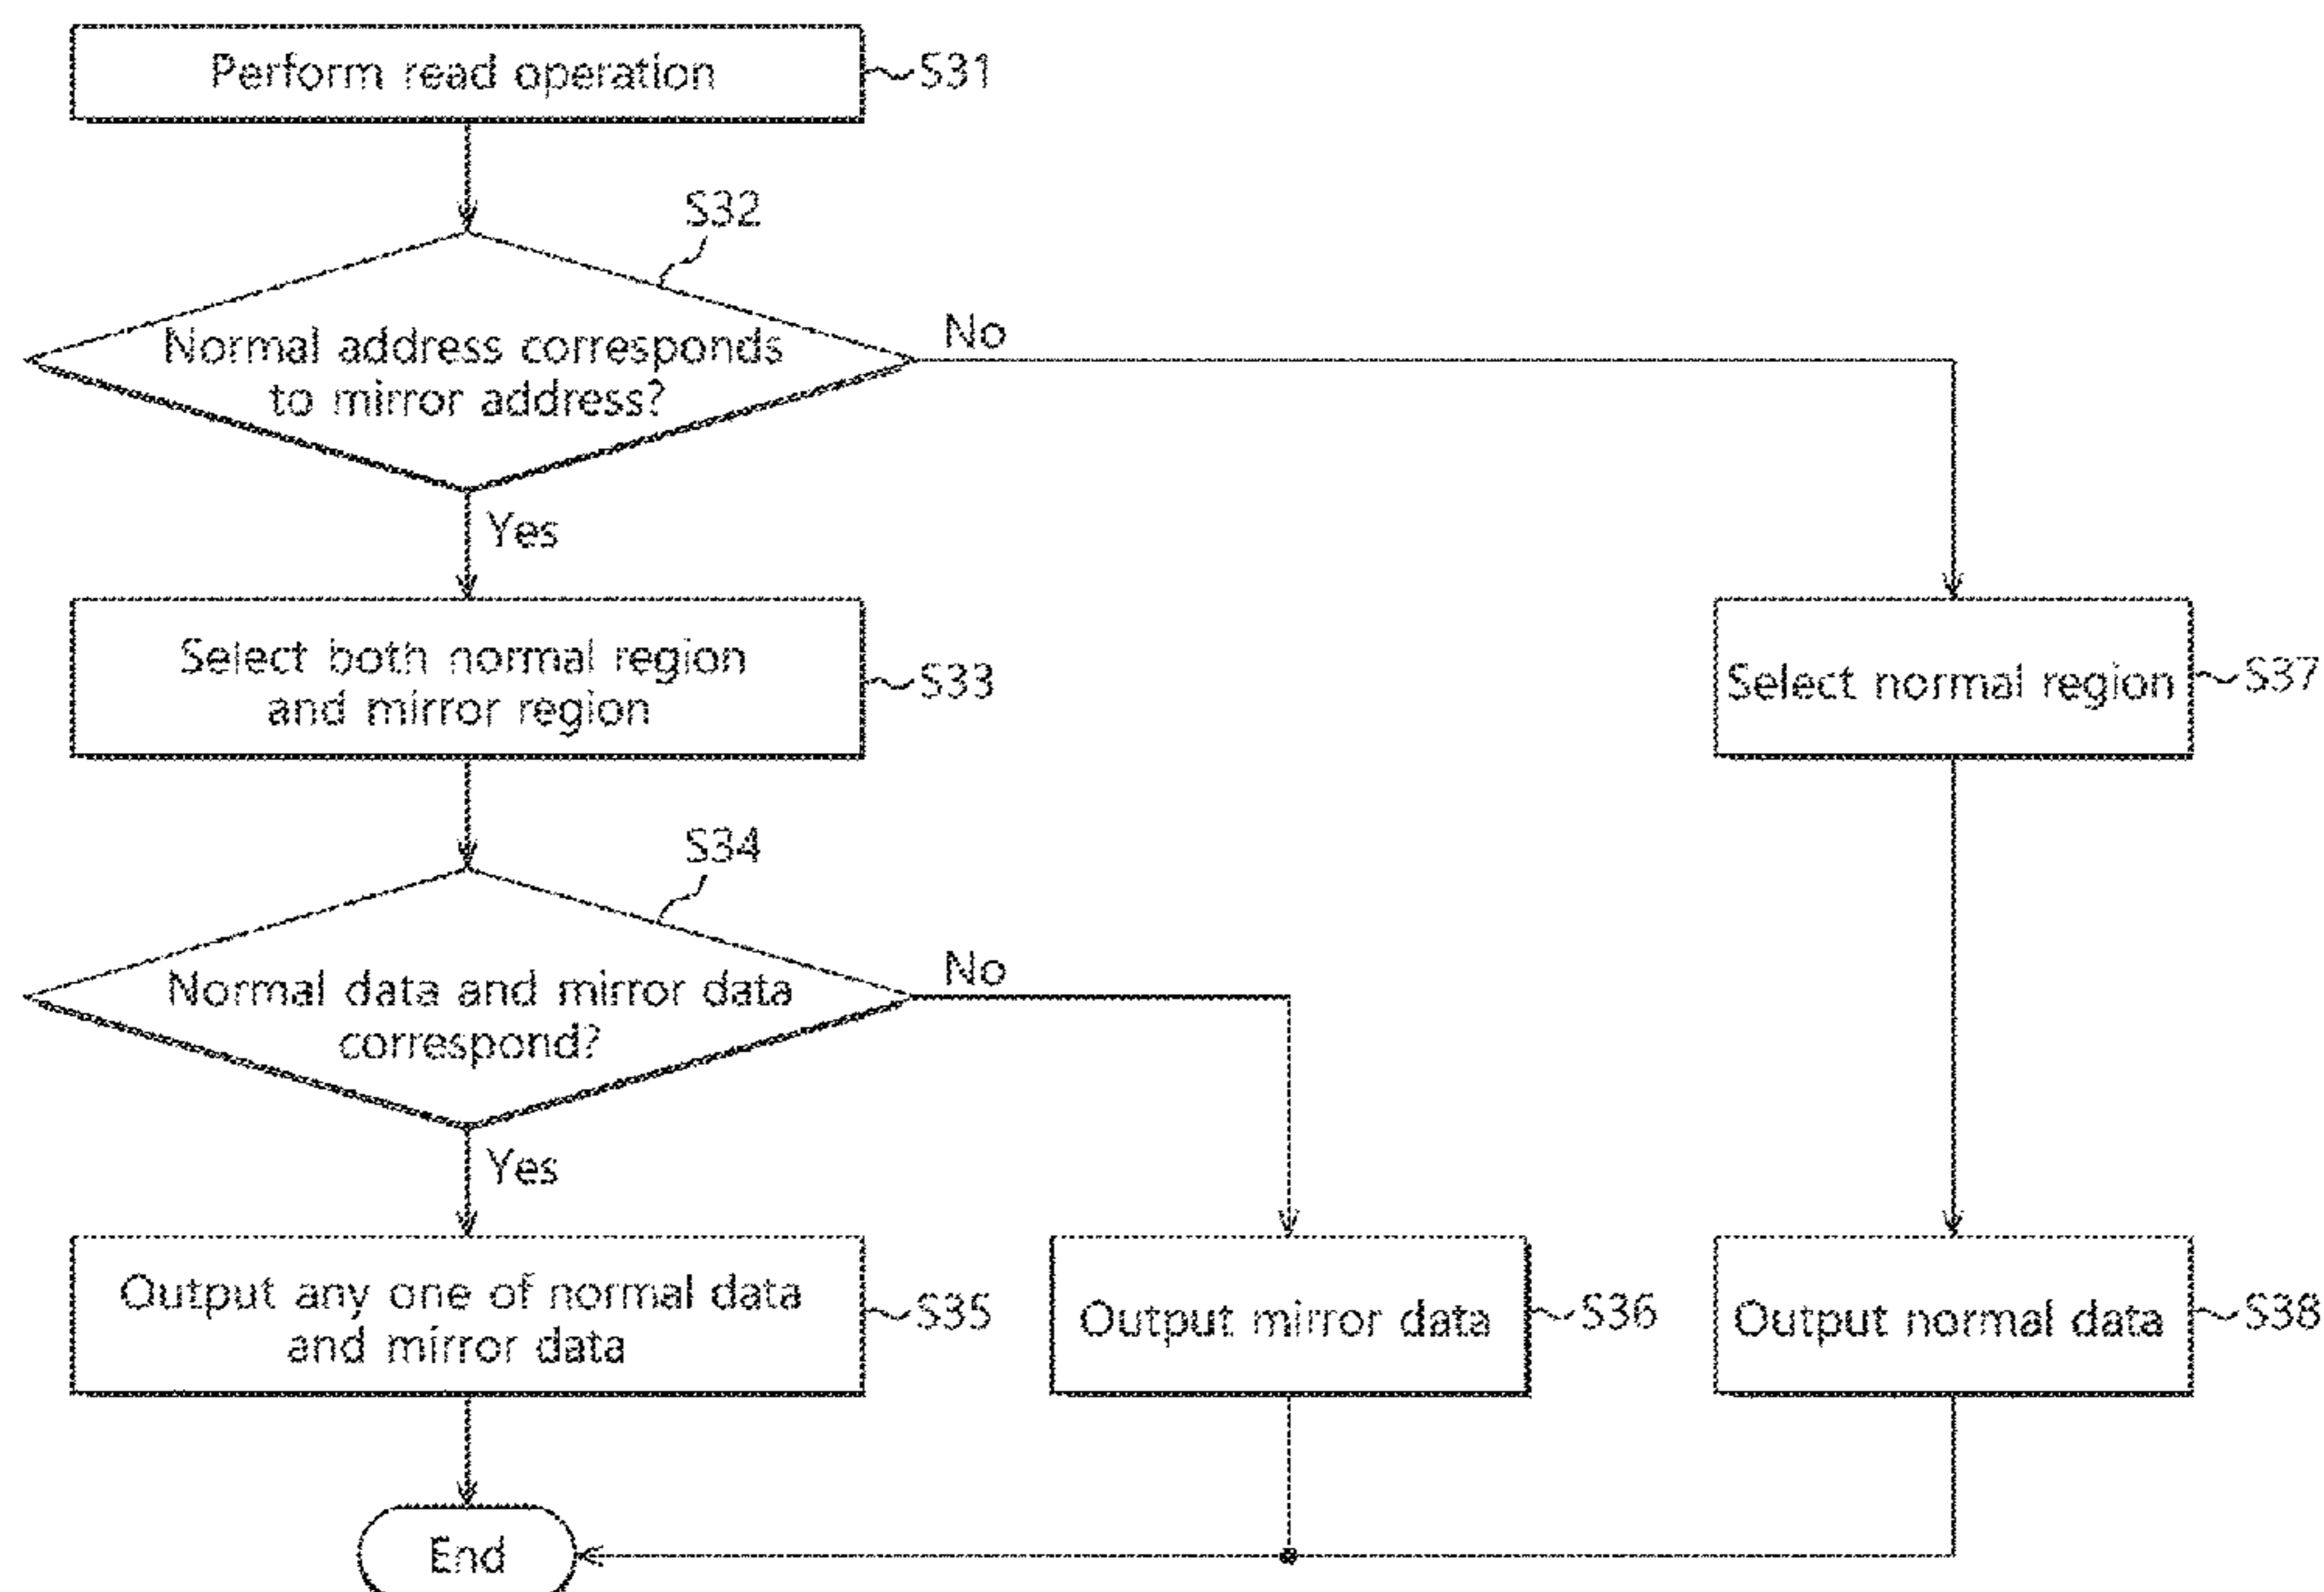 Perform read operation
S31
S32
Normal address corresponds
to mirror address?
No
Yes
Select both normal region
and mirror region
S33
Select normal region
S37
S34
Normal data and mirror data
correspond?
No
Yes
Output any one of normal data
and mirror data
S35
Output mirror data
S36
Output normal data
S38
End